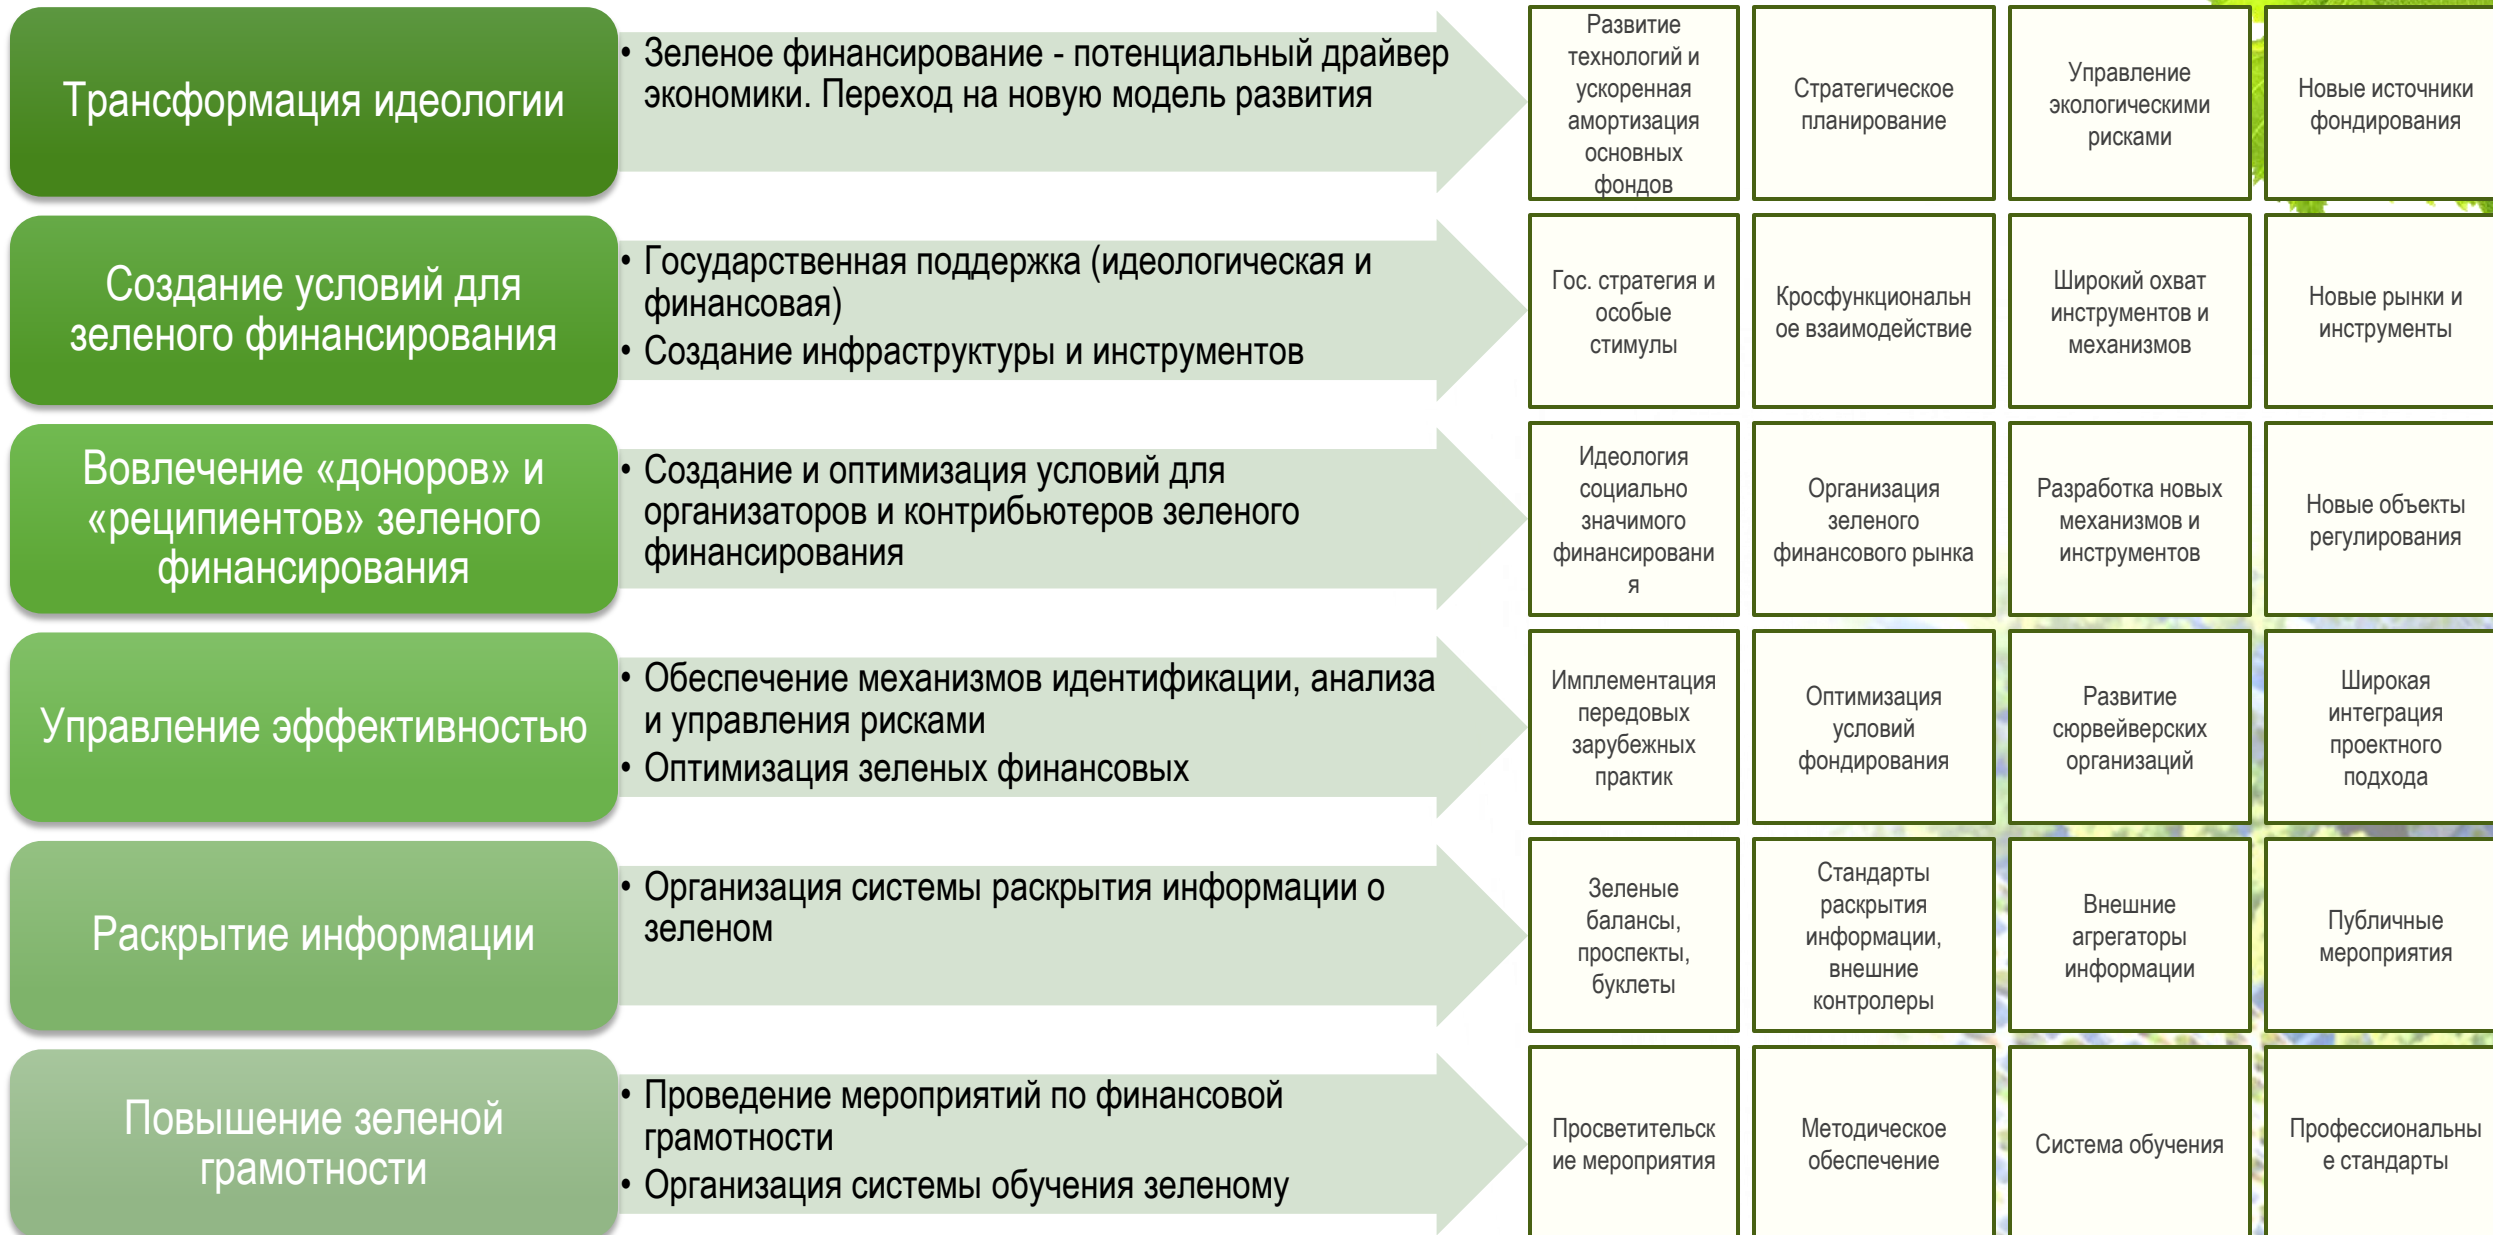 Трансформация идеологии
• Зеленое финансирование - потенциальный драйвер
экономики. Переход на новую модель развития
Развитие
технологий и
ускоренная
амортизация
основных
фондов
Стратегическое
планирование
Управление
экологическими
рисками
Новые источники
фондирования
Создание условий для
зеленого финансирования
• Государственная поддержка (идеологическая и
финансовая)
• Создание инфраструктуры и инструментов
Гос. стратегия и
особые
стимулы
Кросфункциональн
ое взаимодействие
Широкий охват
инструментов и
механизмов
Новые рынки и
инструменты
Вовлечение «доноров» и
«реципиентов» зеленого
финансирования
• Создание и оптимизация условий для
организаторов и контрибьютеров зеленого
финансирования
Идеология
социально
значимого
финансировани
я
Организация
зеленого
финансового рынка
Разработка новых
механизмов и
инструментов
Новые объекты
регулирования
Управление эффективностью
• Обеспечение механизмов идентификации, анализа
и управления рисками
• Оптимизация зеленых финансовых
Имплементация
передовых
зарубежных
практик
Оптимизация
условий
фондирования
Развитие
сюрвейверских
организаций
Широкая
интеграция
проектного
подхода
Раскрытие информации
• Организация системы раскрытия информации о
зеленом
Зеленые
балансы,
проспекты,
буклеты
Стандарты
раскрытия
информации,
внешние
контролеры
Внешние
агрегаторы
информации
Публичные
мероприятия
Повышение зеленой
грамотности
• Проведение мероприятий по финансовой
грамотности
• Организация системы обучения зеленому
Просветительск
ие мероприятия
Методическое
обеспечение
Система обучения
Профессиональны
е стандарты